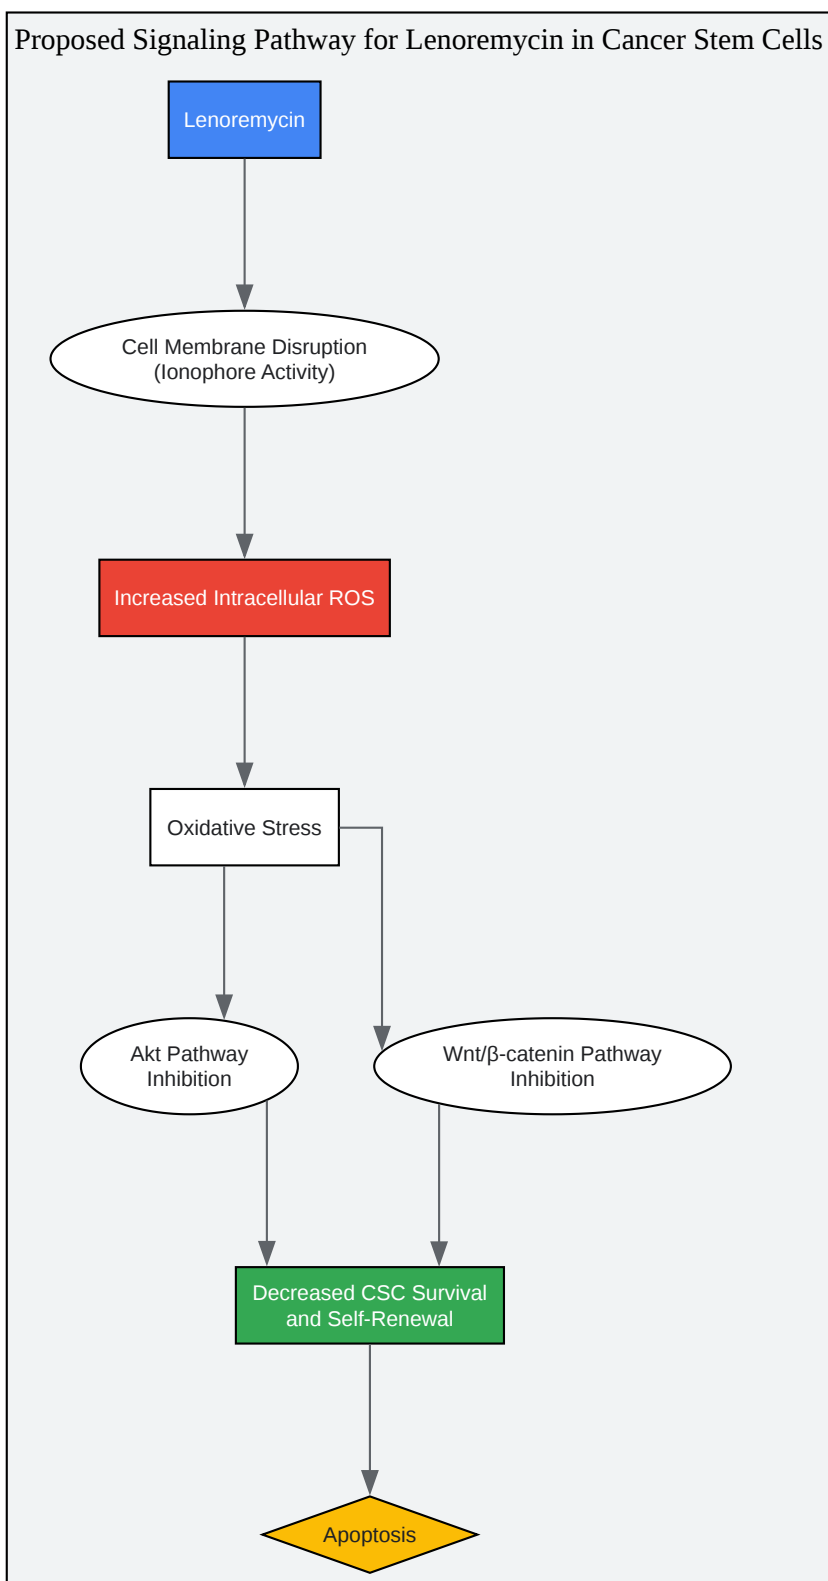 Proposed Signaling Pathway for Lenoremycin in Cancer Stem Cells
Lenoremycin
Cell Membrane Disruption
(Ionophore Activity)
Increased Intracellular ROS
Oxidative Stress
Akt Pathway
Inhibition
Wnt/β-catenin Pathway
Inhibition
Decreased CSC Survival
and Self-Renewal
Apoptosis